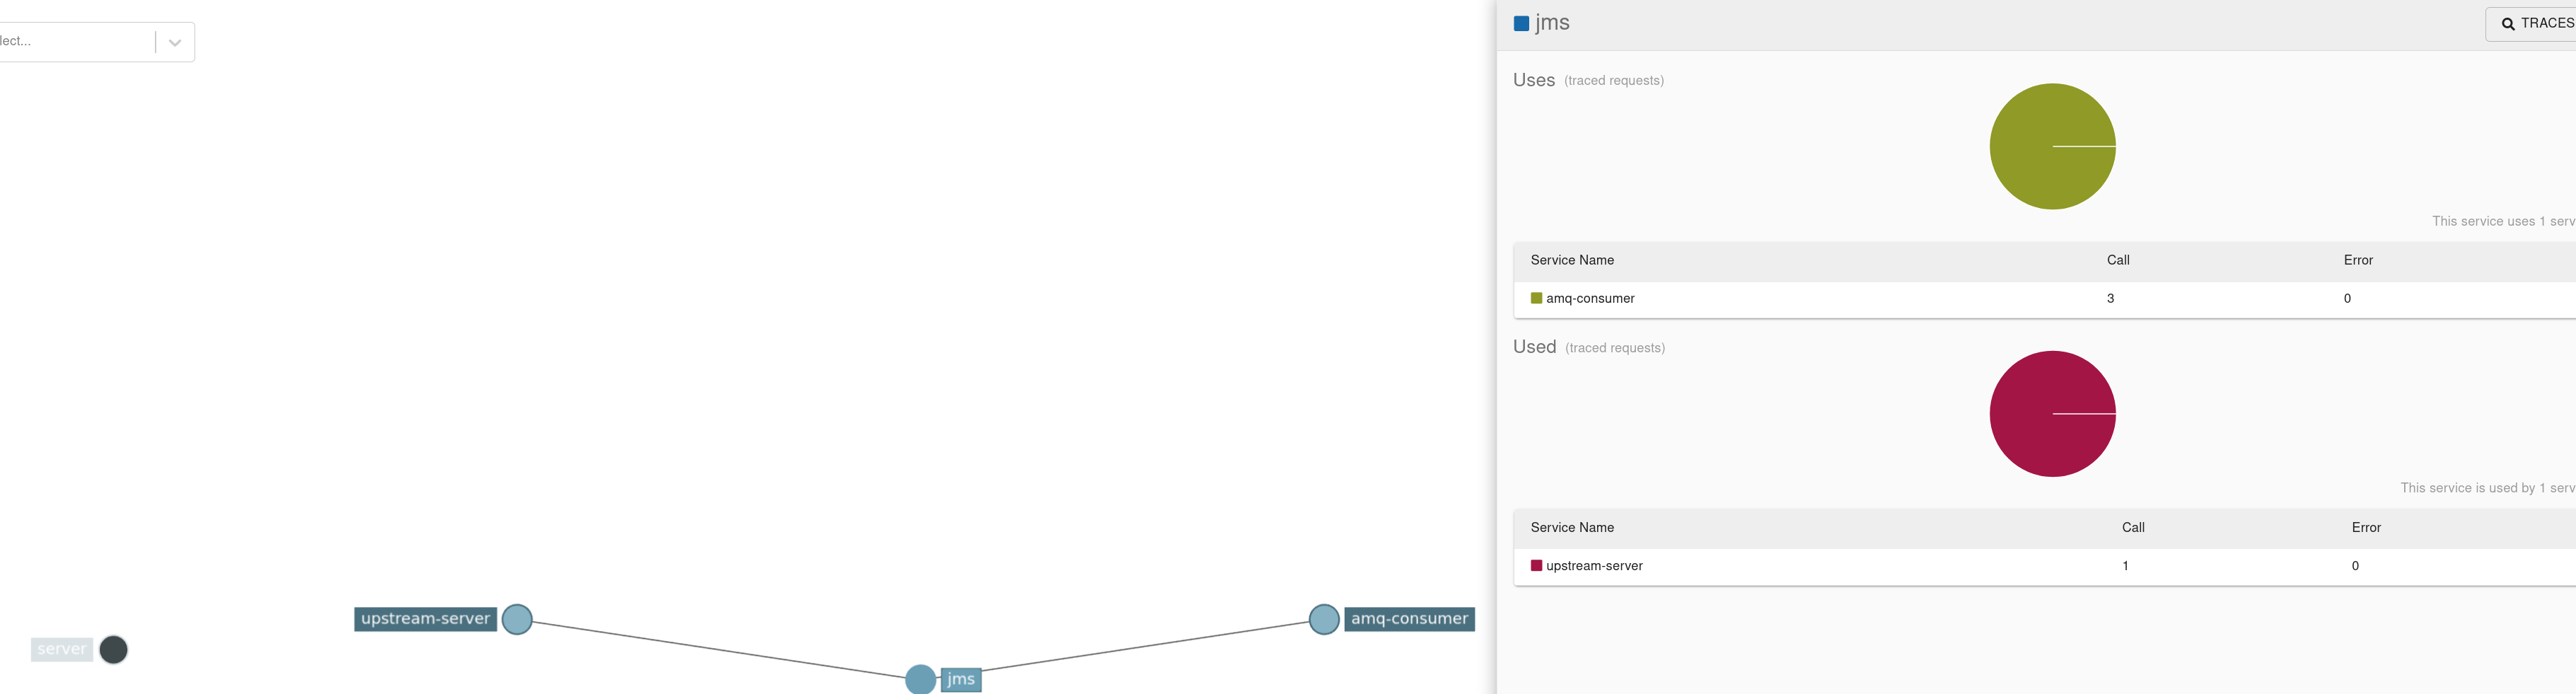 lect...
jms
TRACES
Uses (traced requests)
This service uses 1 serv
Service Name Call Error
amq-consumer 3 0
Used (traced requests)
This service is used by 1 serv
Service Name Call Error
upstream-server 1 0
upstream-server
amq-consumer
server
jms